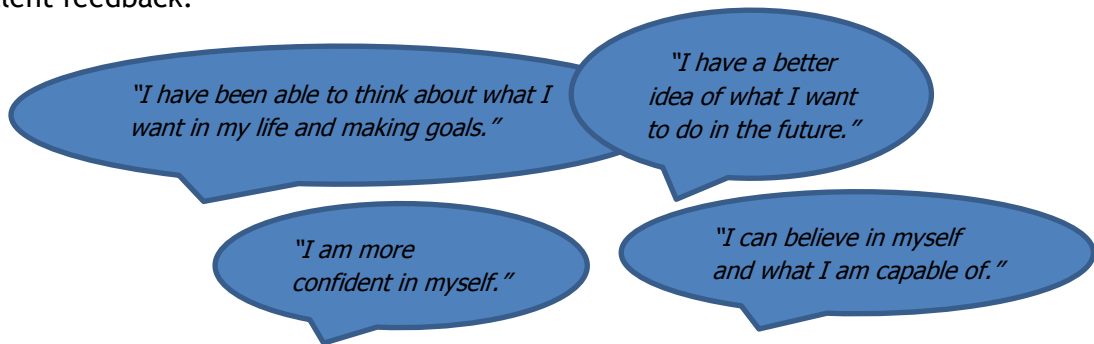 feedback.
"I have been able to think about what I
want in my life and making goals."
"I have a better
idea of what I want
to do in the future."
"I am more
confident in myself."
"I can believe in myself
and what I am capable of."